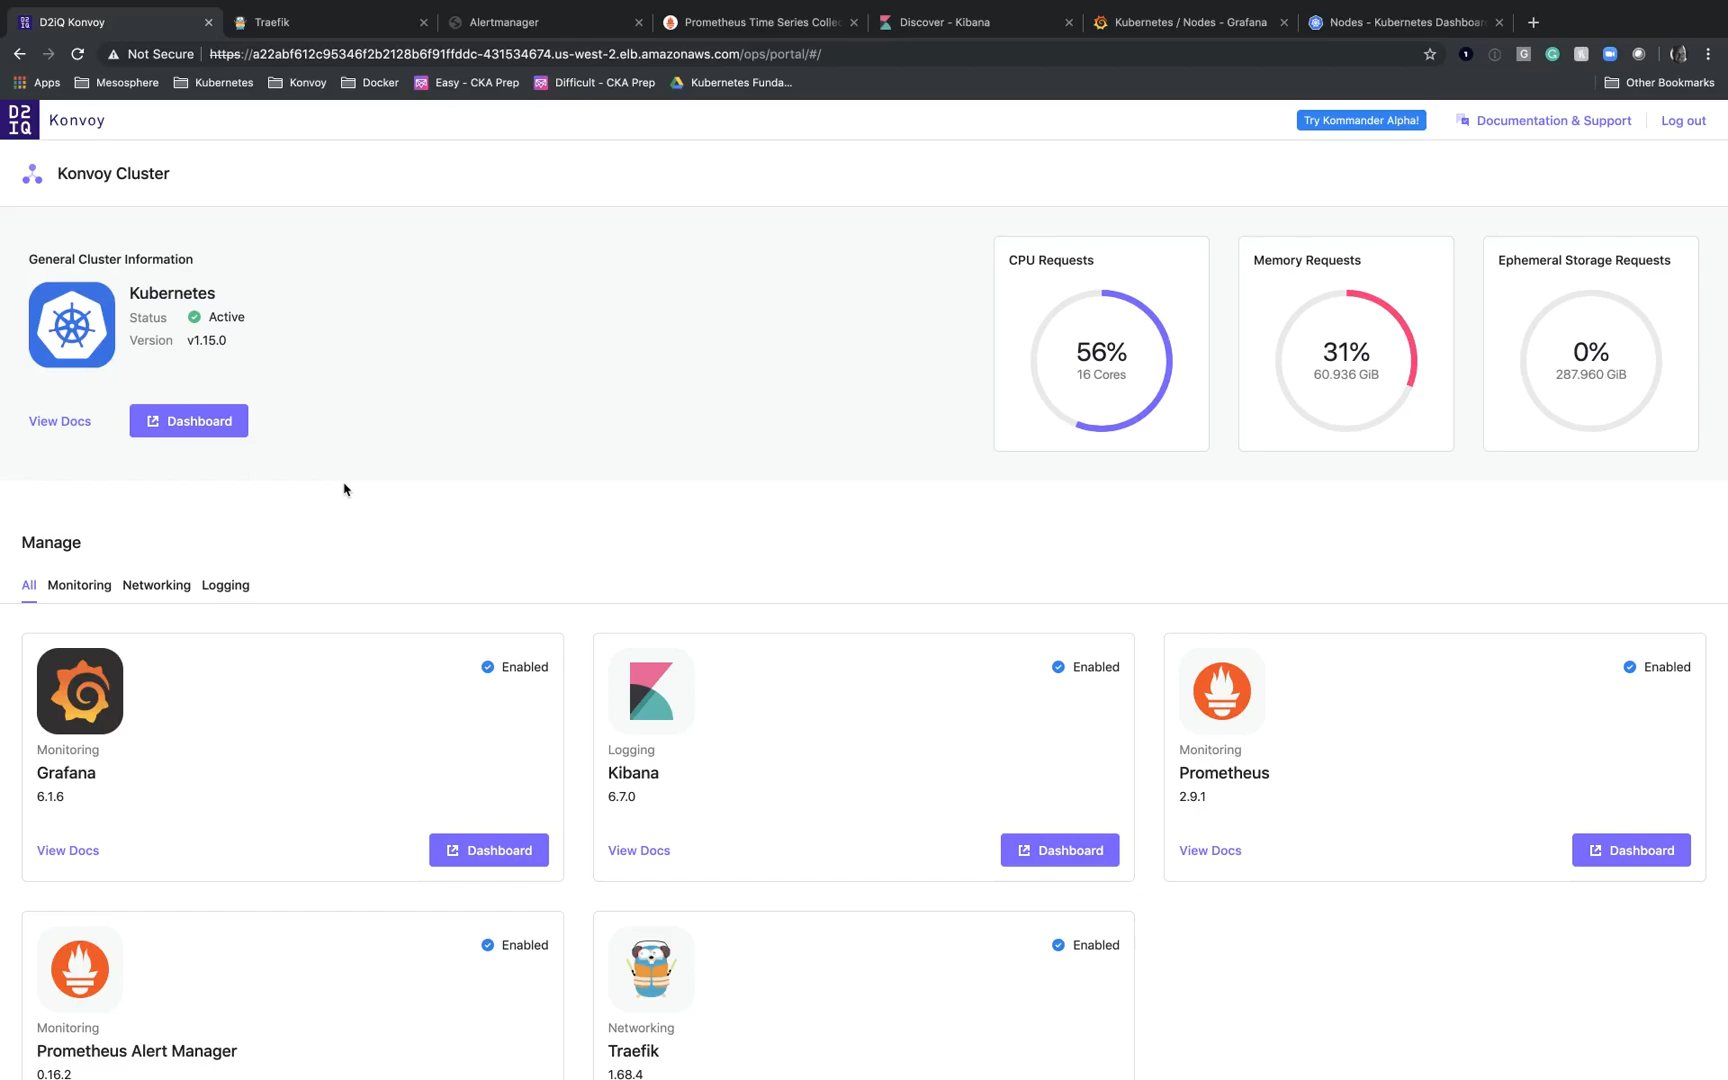 D2iQ Konvoy
Traefik
Alertmanager
Prometheus Time Series Collec
Discover - Kibana
Kubernetes / Nodes - Grafana
Nodes - Kubernetes Dashboar
Not Secure
https://a22abf612c95346f2b2128b6f91ffddc-431534674.us-west-2.elb.amazonaws.com/ops/portal/#/
Apps
Mesosphere
Kubernetes
Konvoy
Docker
Easy - CKA Prep
Difficult - CKA Prep
Kubernetes Funda...
Other Bookmarks
D2
IQ
Konvoy
Try Kommander Alpha!
Documentation & Support
Log out
Konvoy Cluster
General Cluster Information
Kubernetes
Status Active
Version v1.15.0
View Docs
Dashboard
CPU Requests
56%
16 Cores
Memory Requests
31%
60.936 GiB
Ephemeral Storage Requests
0%
287.960 GiB
Manage
All Monitoring Networking Logging
Enabled
Monitoring
Grafana
6.1.6
View Docs
Dashboard
Enabled
Logging
Kibana
6.7.0
View Docs
Dashboard
Enabled
Monitoring
Prometheus
2.9.1
View Docs
Dashboard
Enabled
Monitoring
Prometheus Alert Manager
0.16.2
Enabled
Networking
Traefik
1.68.4